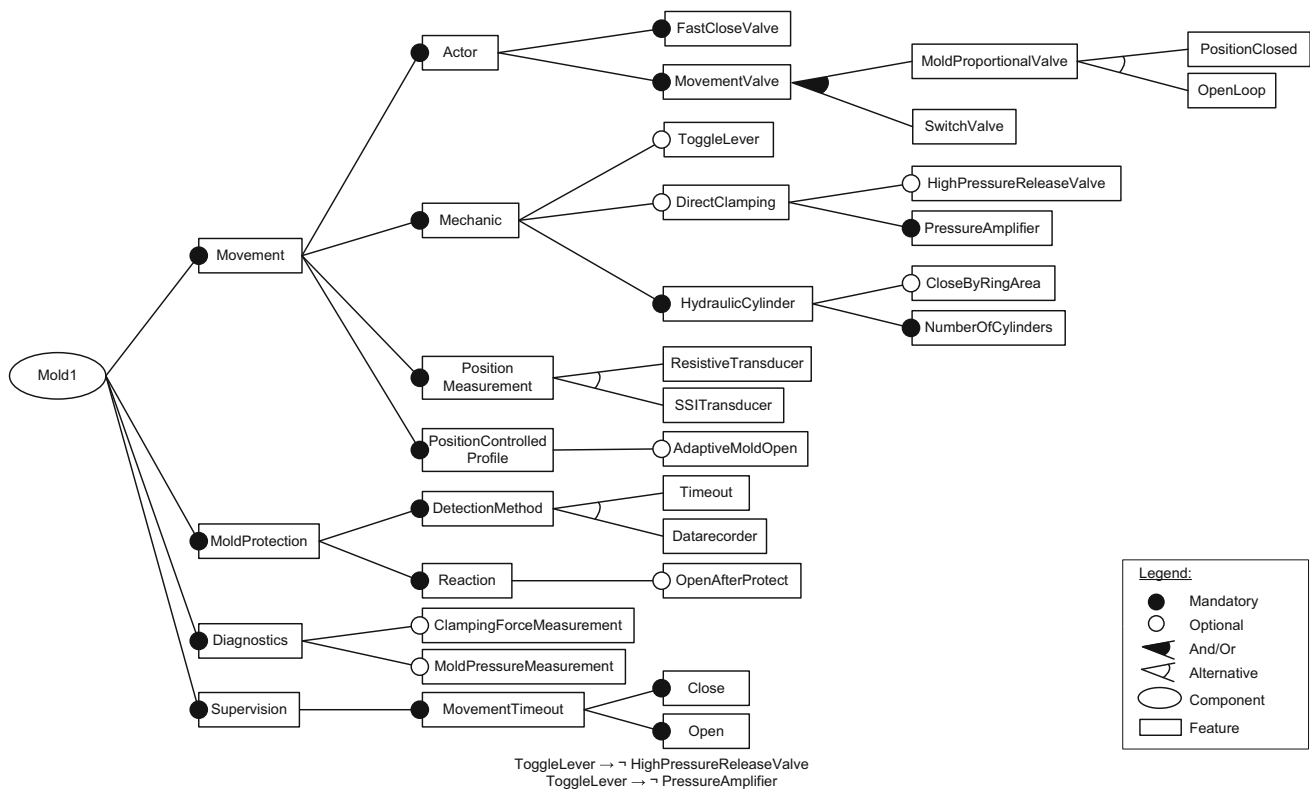 FastCloseValve
Actor
PositionClosed
MoldProportionalValve
MovementValve
OpenLoop
SwitchValve
ToggleLever
HighPressureReleaseValve
DirectClamping
Mechanic
PressureAmplifier
Movement
CloseByRingArea
HydraulicCylinder
NumberOfCylinders
ResistiveTransducer
Position
Measurement
Mold1
SSITransducer
PositionControlled
Profile
AdaptiveMoldOpen
Timeout
DetectionMethod
MoldProtection
Datarecorder
Reaction
OpenAfterProtect
Legend:
Mandatory
Optional
And/Or
Alternative
Component
Feature
ClampingForceMeasurement
Diagnostics
MoldPressureMeasurement
Close
Supervision
MovementTimeout
Open
ToggleLever → ¬ HighPressureReleaseValve
ToggleLever → ¬ PressureAmplifier